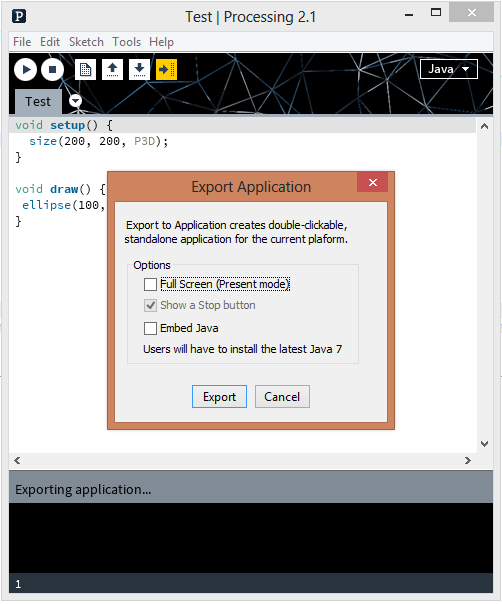 P
Test | Processing 2.1
File Edit Sketch Tools Help
Java
Test
void setup() {
size(200, 200, P3D);
}
void draw() {
ellipse(100,
}
Export Application
Export to Application creates double-clickable,
standalone application for the current plaform.
Options
Full Screen (Present mode)
Show a Stop button
Embed Java
Users will have to install the latest Java 7
Export Cancel
Exporting application...
1